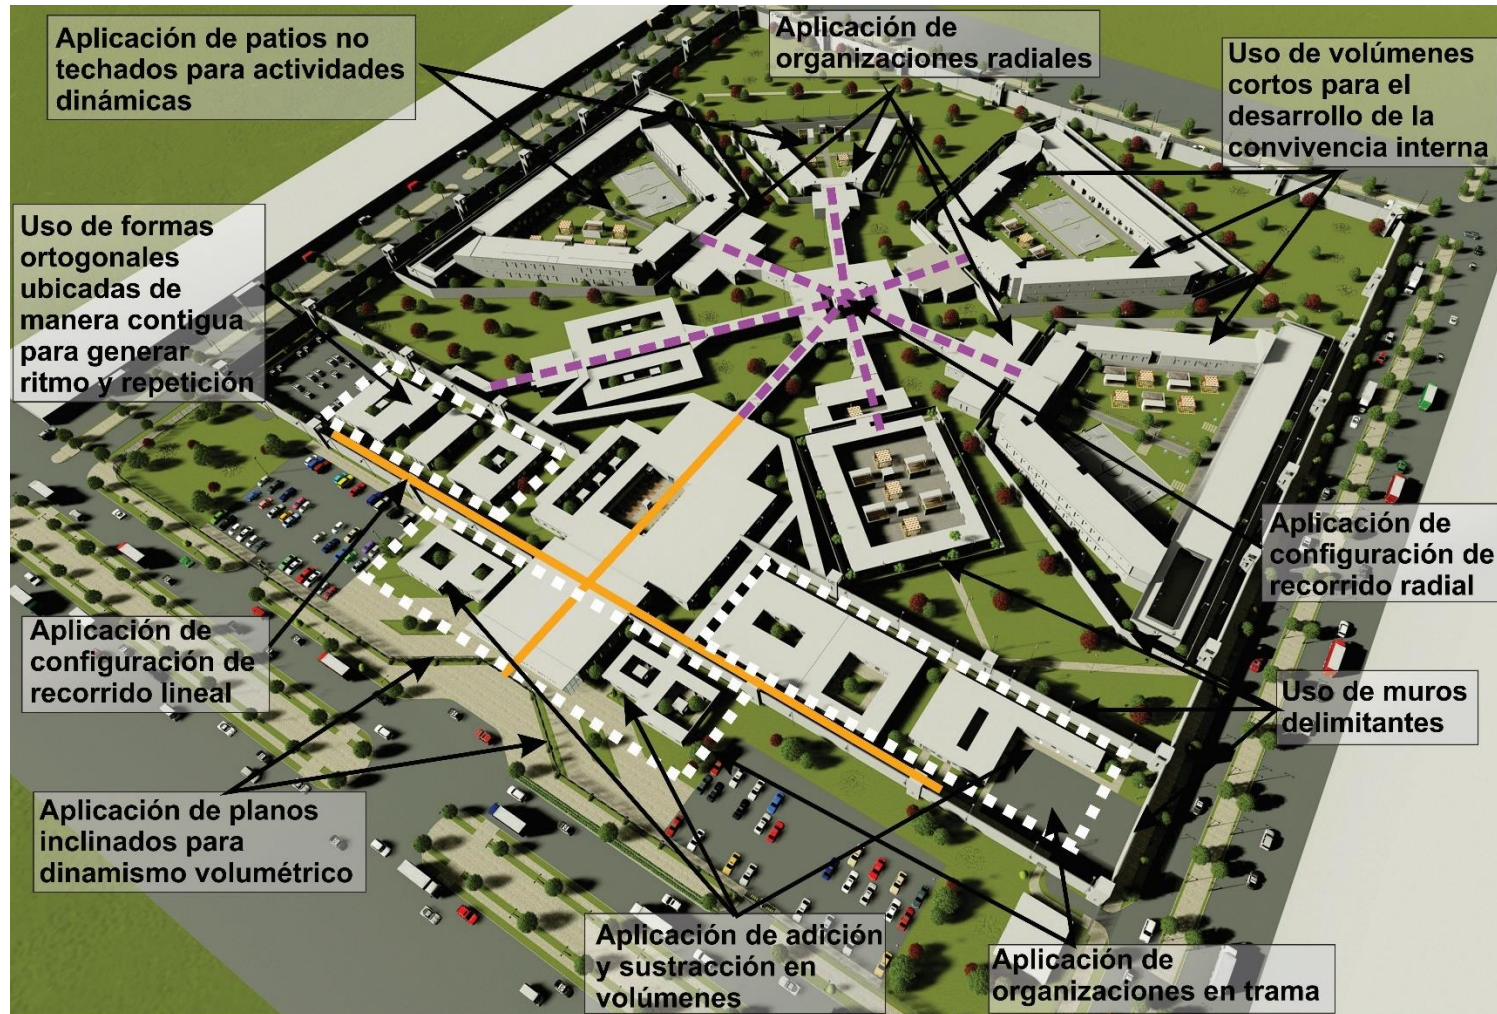 Aplicación de patios no
techados para actividades
dinámicas
Aplicación de
organizaciones radiales
Uso de volúmenes
cortos para el
desarrollo de la
convivencia interna
Uso de formas
ortogonales
ubicadas de
manera contigua
para generar
ritmo y repetición
Aplicación de
configuración de
recorrido radial
Aplicación de
configuración de
recorrido lineal
Uso de muros
delimitantes
Aplicación de planos
inclinados para
dinamismo volumétrico
Aplicación de adición
y sustracción en
volúmenes
Aplicación de
organizaciones en trama